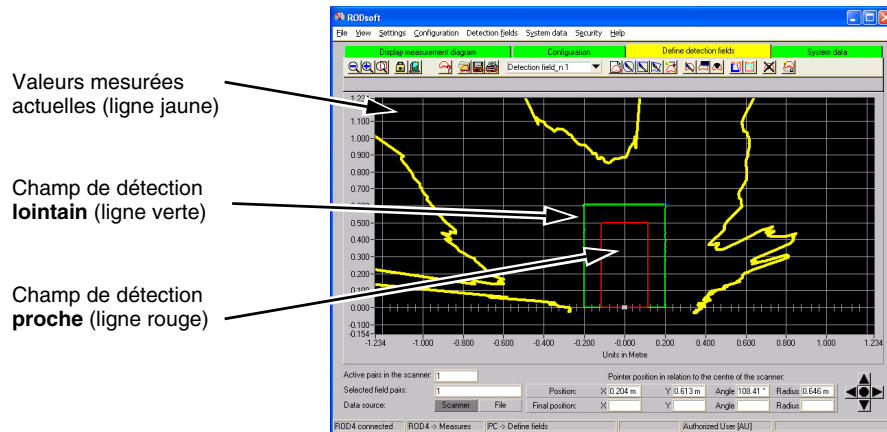 RODsoft
File View Settings Configuration Detection fields System data Security Help
Display measurement diagram Configuration Define detection fields System data
Detection field_n 1
Valeurs mesurées
actuelles (ligne jaune)
Champ de détection
lointain (ligne verte)
Champ de détection
proche (ligne rouge)
1.234
1.100
1.000
0.900
0.800
0.700
0.600
0.500
0.400
0.300
0.200
0.100
0.000
-0.100
-0.154
-1.234 -1.000 -0.800 -0.600 -0.400 -0.200 0.000 0.200 0.400 0.600 0.800 1.000 1.234
Units in Metre
Active pairs in the scanner: 1
Pointer position in relation to the centre of the scanner:
Selected field pairs: 1 Position: X 0.204 m Y 0.613 m Angle 108.41 ° Radius 0.646 m
Data source: Scanner File Final position: X Y Angle Radius
ROD4 connected ROD4 -> Measures PC -> Define fields Authorized User [AU]